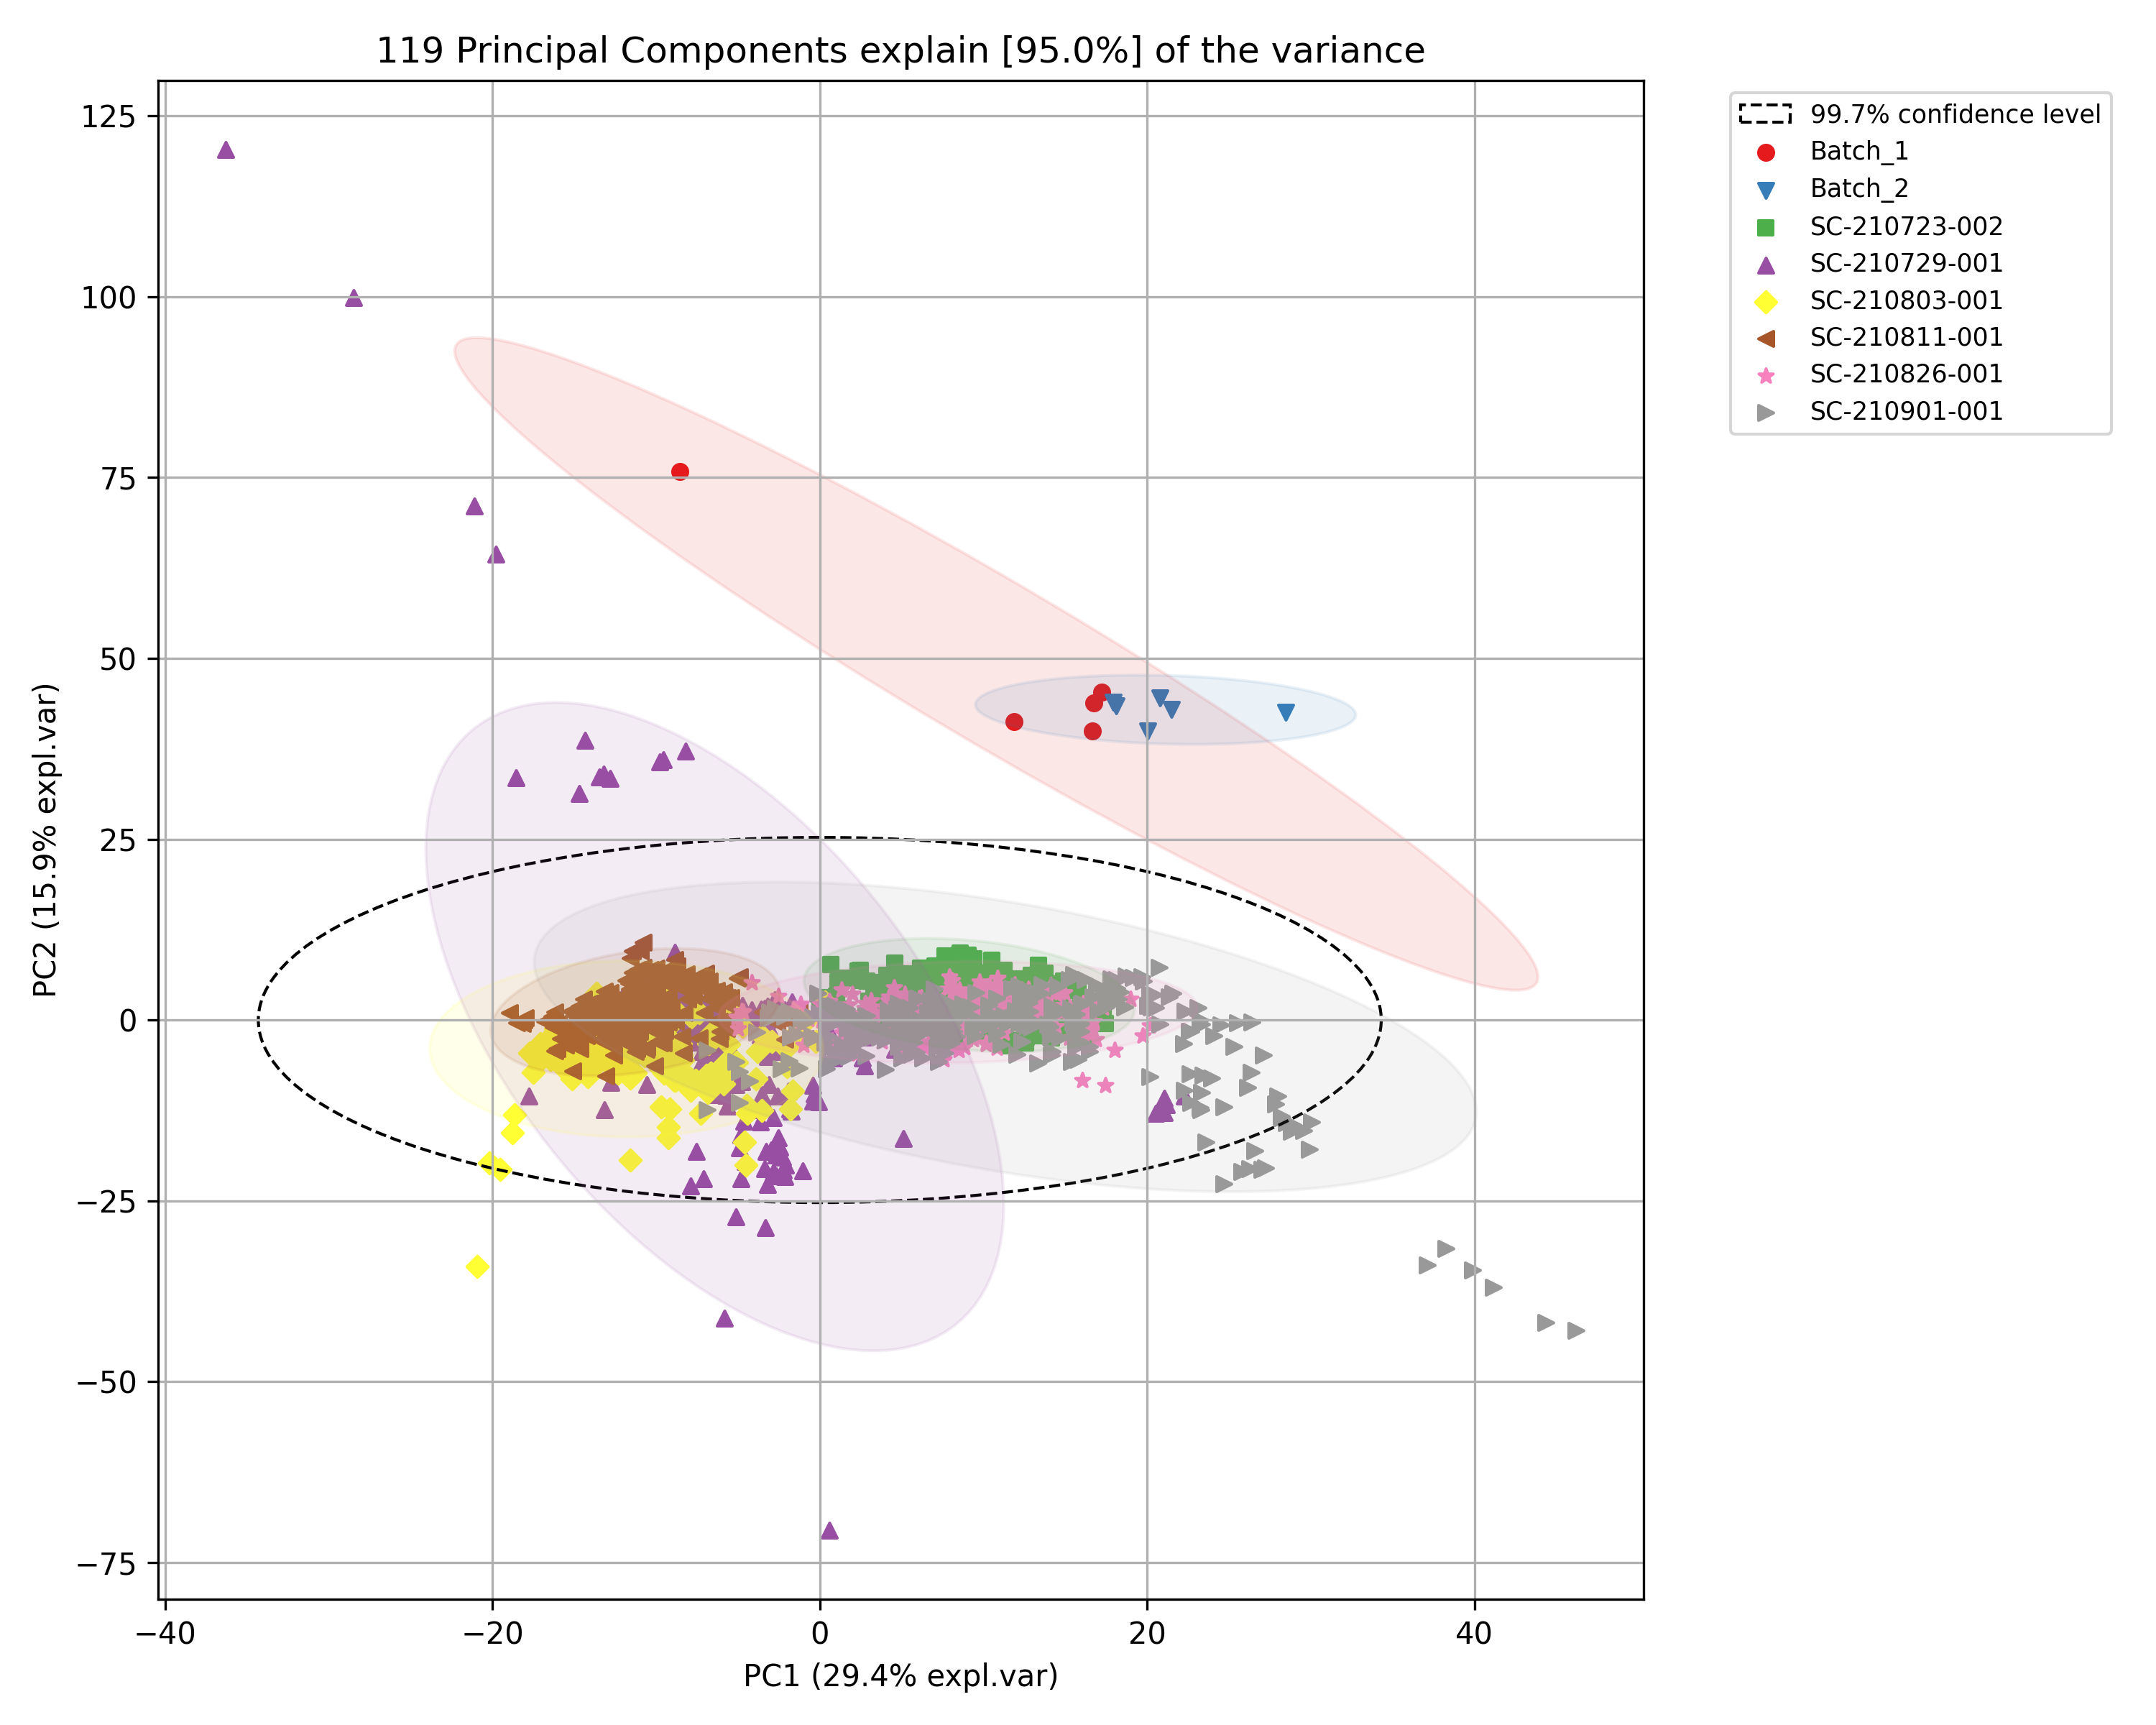 119 Principal Components explain [95.0%] of the variance
125
100
75
50
25
0
−25
−50
−75
PC2 (15.9% expl.var)
−40
−20
0
20
40
PC1 (29.4% expl.var)
99.7% confidence level
Batch_1
Batch_2
SC-210723-002
SC-210729-001
SC-210803-001
SC-210811-001
SC-210826-001
SC-210901-001